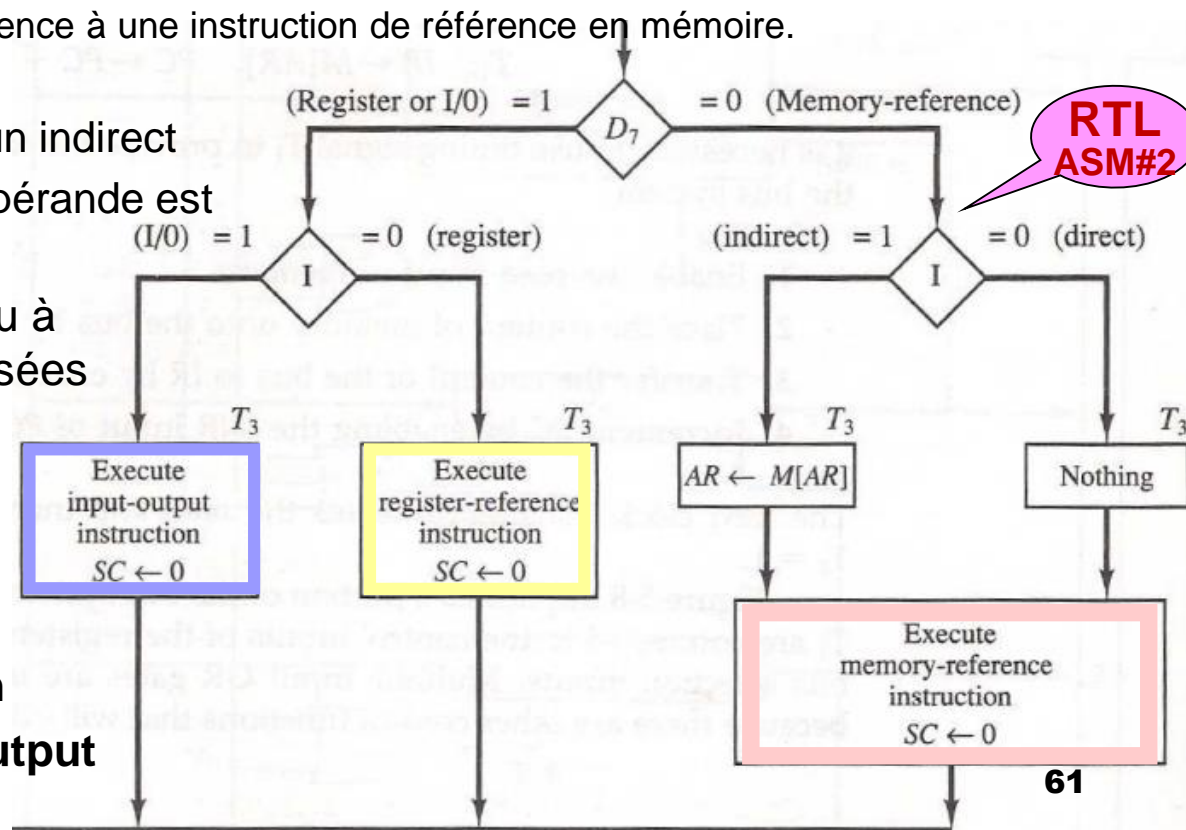 ence à une instruction de référence en mémoire.
(Register or I/0) = 1
= 0 (Memory-reference)
D7
RTL
ASM#2
un indirect
pérande est
(I/0) = 1
= 0 (register)
(indirect) = 1
= 0 (direct)
I
I
u à
sées
T3
T3
T3
T3
Execute
input-output
instruction
SC ← 0
Execute
register-reference
instruction
SC ← 0
AR ← M[AR]
Nothing
Execute
memory-reference
instruction
SC ← 0
n
utput
61